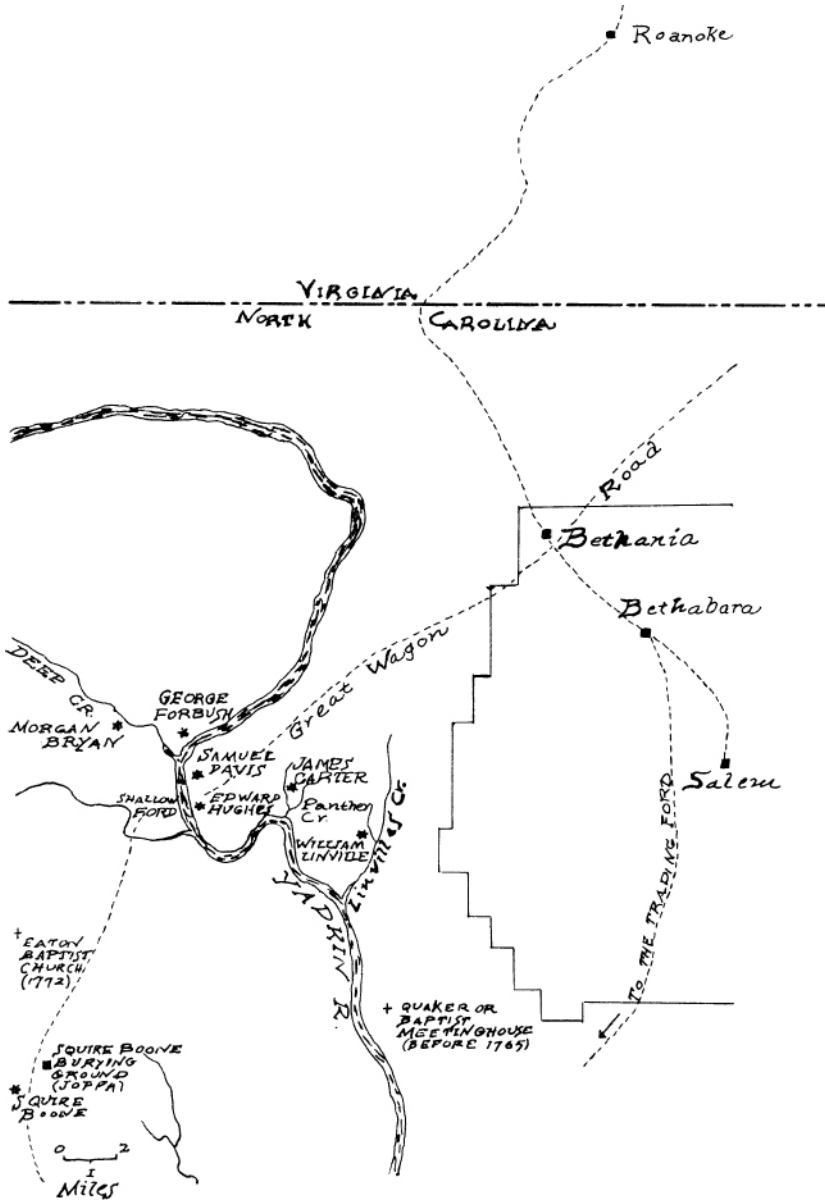 Roanoke
VIRGINIA
NORTH CAROLINA
Road
Bethania
Bethabara
Great Wagon
DEEP CR.
GEORGE
FORBUSH
MORGAN
BRYAN
SAMUEL
DAVIS
JAMES
CARTER
Salem
SHALLOW
FORD
EDWARD
HUGHES
Panther
Cr.
WILLIAM
LINVILLE
Linvilles Cr.
YADKIN R.
TO THE TRADING FORD
EATON
BAPTIST
CHURCH
(1772)
QUAKER OR
BAPTIST
MEETINGHOUSE
(BEFORE 1765)
SQUIRE BOONE
BURYING
GROUND
(JOPPA)
SQUIRE
BOONE
0 2
1
Miles